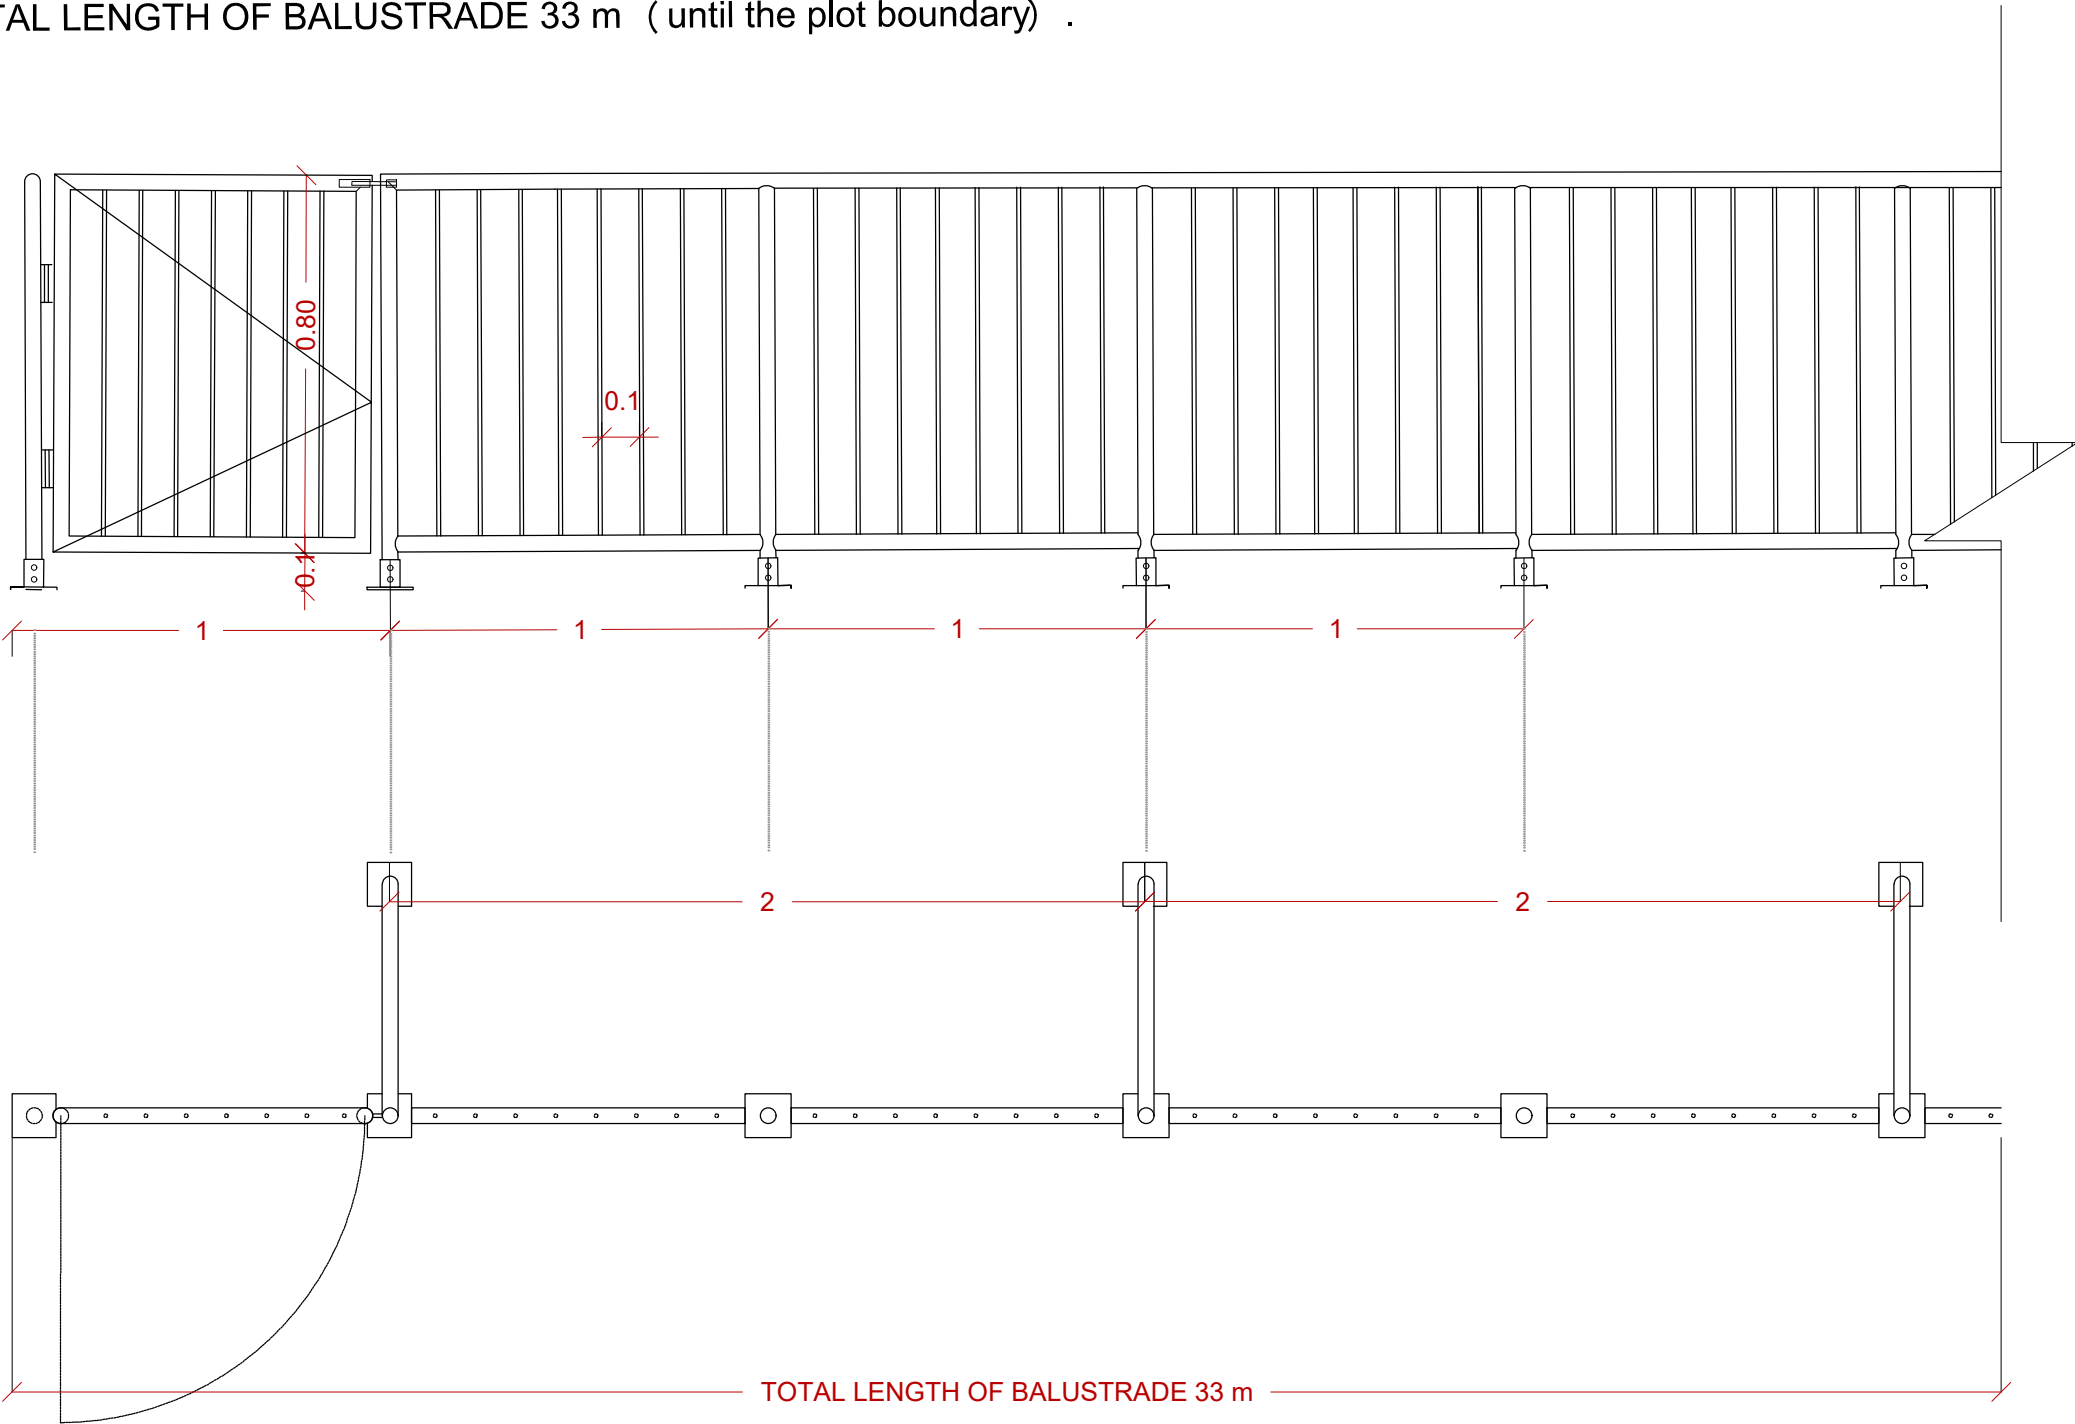 TAL LENGTH OF BALUSTRADE 33 m (until the plot boundary) .
0.80
0.1
0.1
1 1 1 1
2 2
TOTAL LENGTH OF BALUSTRADE 33 m